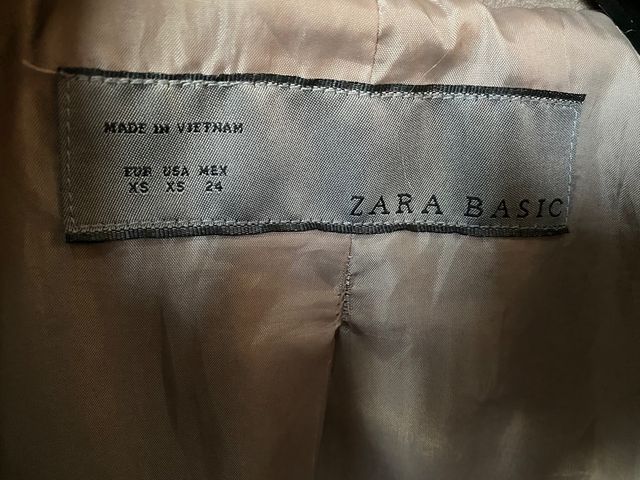 MADE IN VIETNAM
EUR USA MEX
XS XS 24
ZARA BASIC